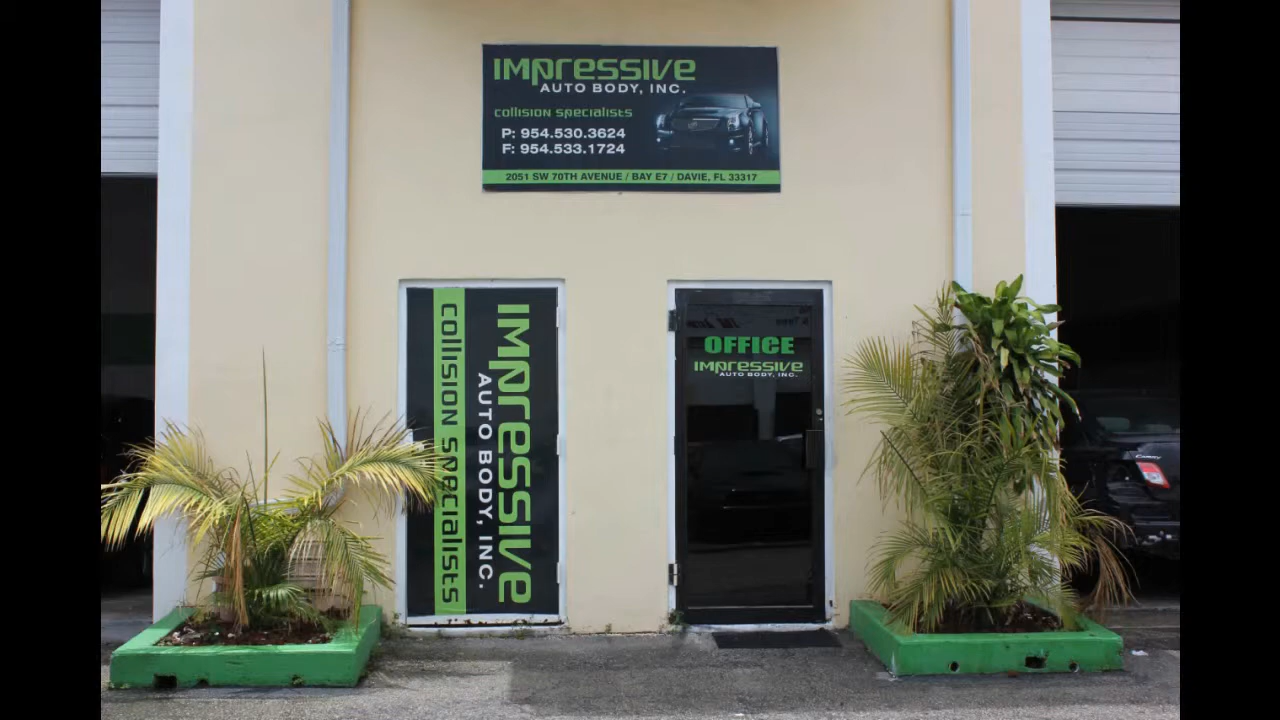 Impressive
AUTO BODY, INC.
Collision Specialists
P: 954.530.3624
F: 954.533.1724
2051 SW 70TH AVENUE / BAY E7 / DAVIE, FL 33317
Impressive
AUTO BODY, INC.
Collision Specialists
OFFICE
Impressive
AUTO BODY, INC.
Camry